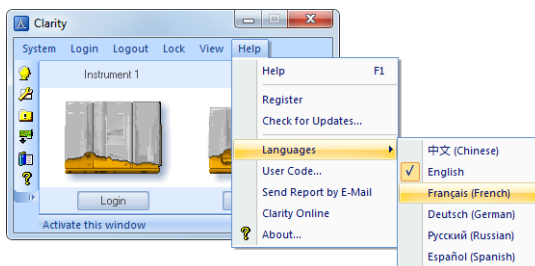 Clarity
System Login Logout Lock View Help
Instrument 1
Login
Activate this window
Help F1
Register
Check for Updates...
Languages
User Code...
Send Report by E-Mail
Clarity Online
About...
中文 (Chinese)
English
Français (French)
Deutsch (German)
Русский (Russian)
Español (Spanish)